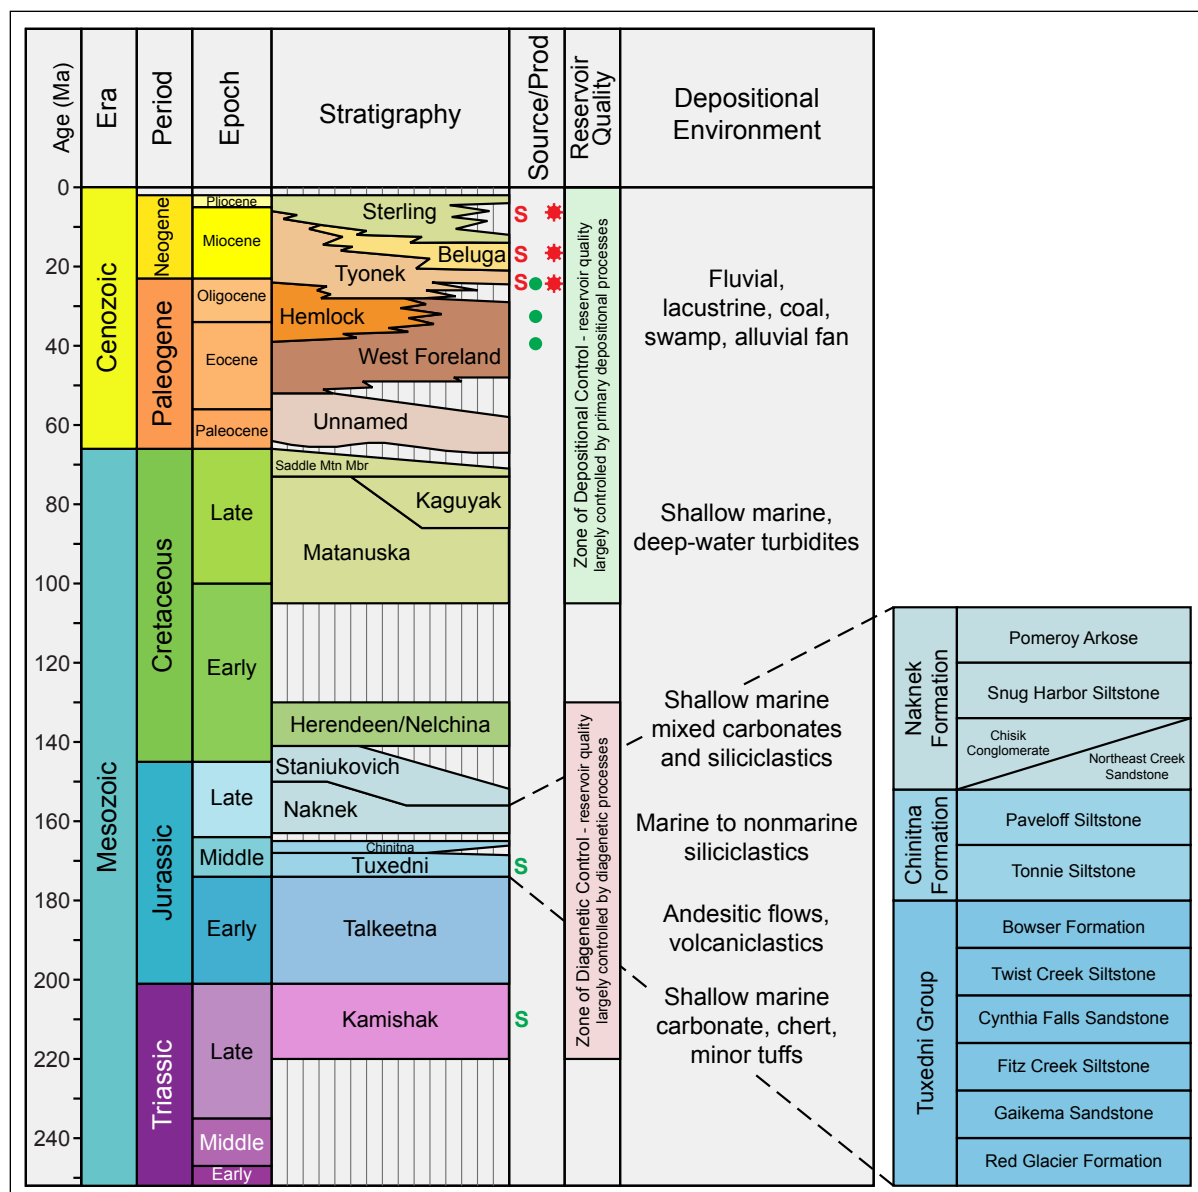 Age (Ma)
Era
Period
Epoch
Stratigraphy
Source/Prod
Reservoir
Quality
Depositional
Environment
0
20
40
60
80
100
120
140
160
180
200
220
240
Cenozoic
Mesozoic
Neogene
Paleogene
Cretaceous
Jurassic
Triassic
Pliocene
Miocene
Oligocene
Eocene
Paleocene
Late
Early
Late
Middle
Early
Late
Middle
Early
Sterling
Beluga
Tyonek
Hemlock
West Foreland
Unnamed
Saddle Mtn Mbr
Kaguyak
Matanuska
Herendeen/Nelchina
Staniukovich
Naknek
Chinitna
Tuxedni
Talkeetna
Kamishak
S
S
S
S
S
Zone of Depositional Control - reservoir quality
largely controlled by primary depositional processes
Zone of Diagenetic Control - reservoir quality
largely controlled by diagenetic processes
Fluvial,
lacustrine, coal,
swamp, alluvial fan
Shallow marine,
deep-water turbidites
Shallow marine
mixed carbonates
and siliciclastics
Marine to nonmarine
siliciclastics
Andesitic flows,
volcaniclastics
Shallow marine
carbonate, chert,
minor tuffs
Naknek
Formation
Pomeroy Arkose
Snug Harbor Siltstone
Chisik
Conglomerate
Northeast Creek
Sandstone
Chinitna
Formation
Paveloff Siltstone
Tonnie Siltstone
Tuxedni Group
Bowser Formation
Twist Creek Siltstone
Cynthia Falls Sandstone
Fitz Creek Siltstone
Gaikema Sandstone
Red Glacier Formation